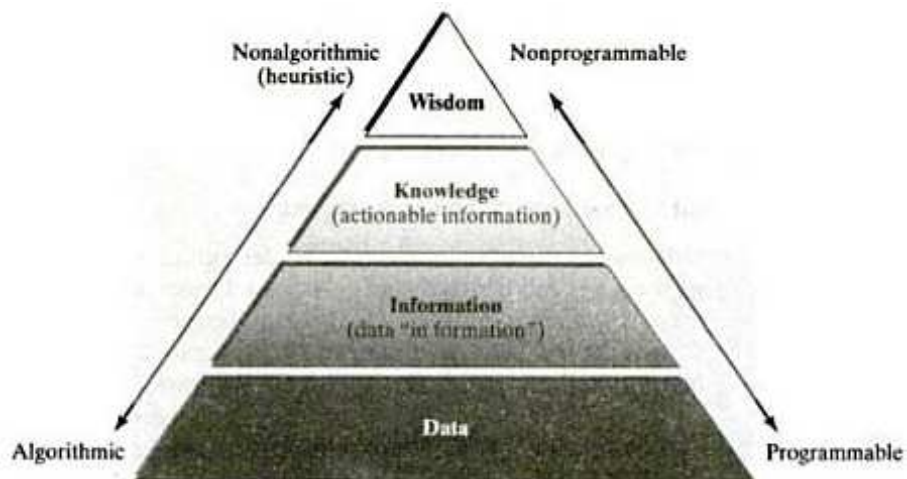 Nonalgorithmic
(heuristic)
Nonprogrammable
Wisdom
Knowledge
(actionable information)
Information
(data “in formation”)
Data
Algorithmic
Programmable